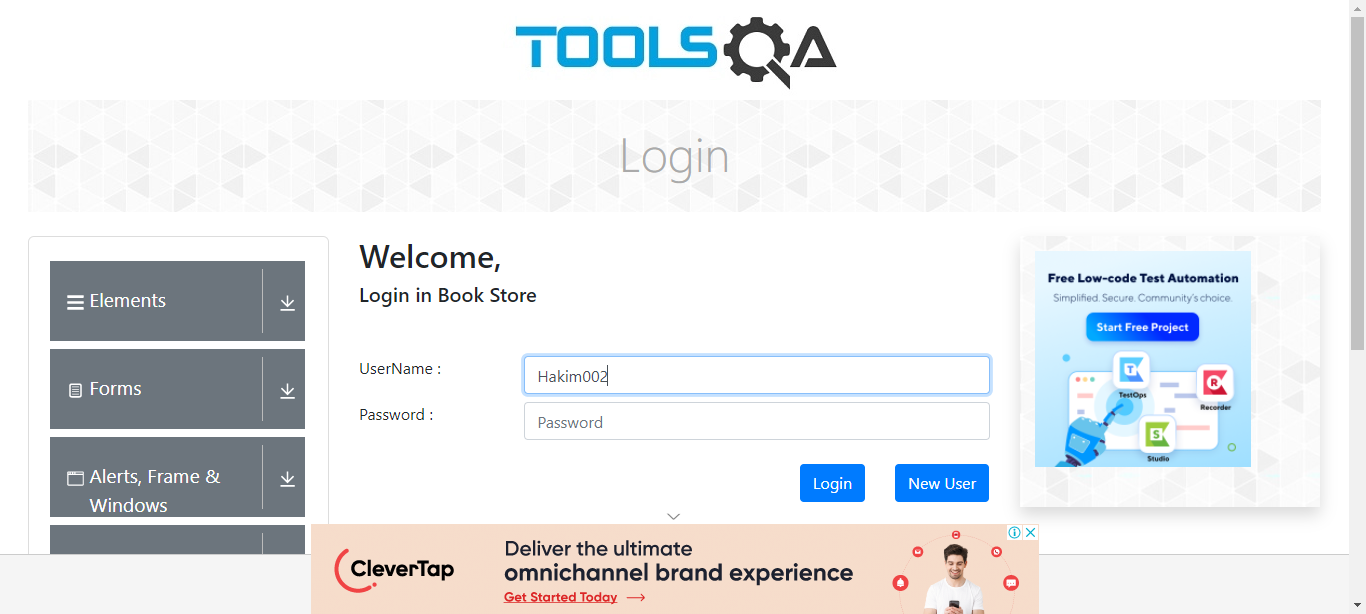 TOOLSQA
Login
Elements
Forms
Alerts, Frame &
Windows
Welcome,
Login in Book Store
UserName :
Hakim002
Password :
Password
Login
New User
Free Low-code Test Automation
Simplified. Secure. Community's choice.
Start Free Project
TestOps
Recorder
Studio
CleverTap
Deliver the ultimate
omnichannel brand experience
Get Started Today